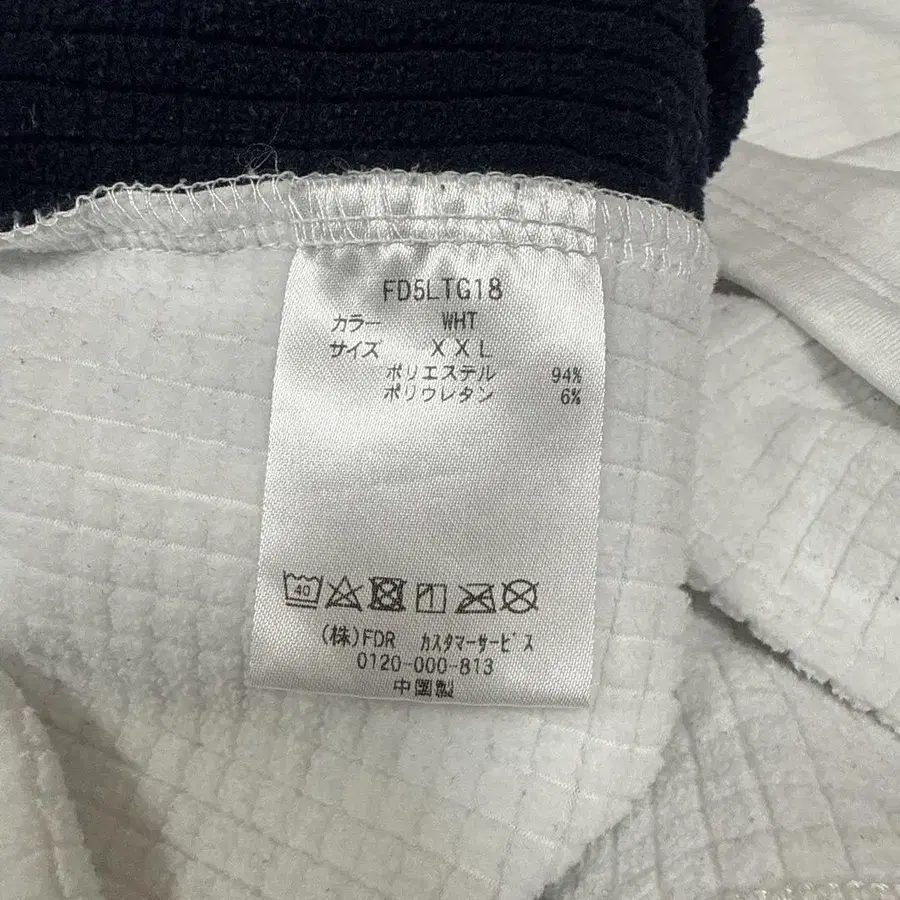 FD5LTG18
カラー WHT
サイズ XXL
ポリエステル 94%
ポリウレタン 6%
40
(株)FDR カスタマーサービス
0120-000-813
中国製